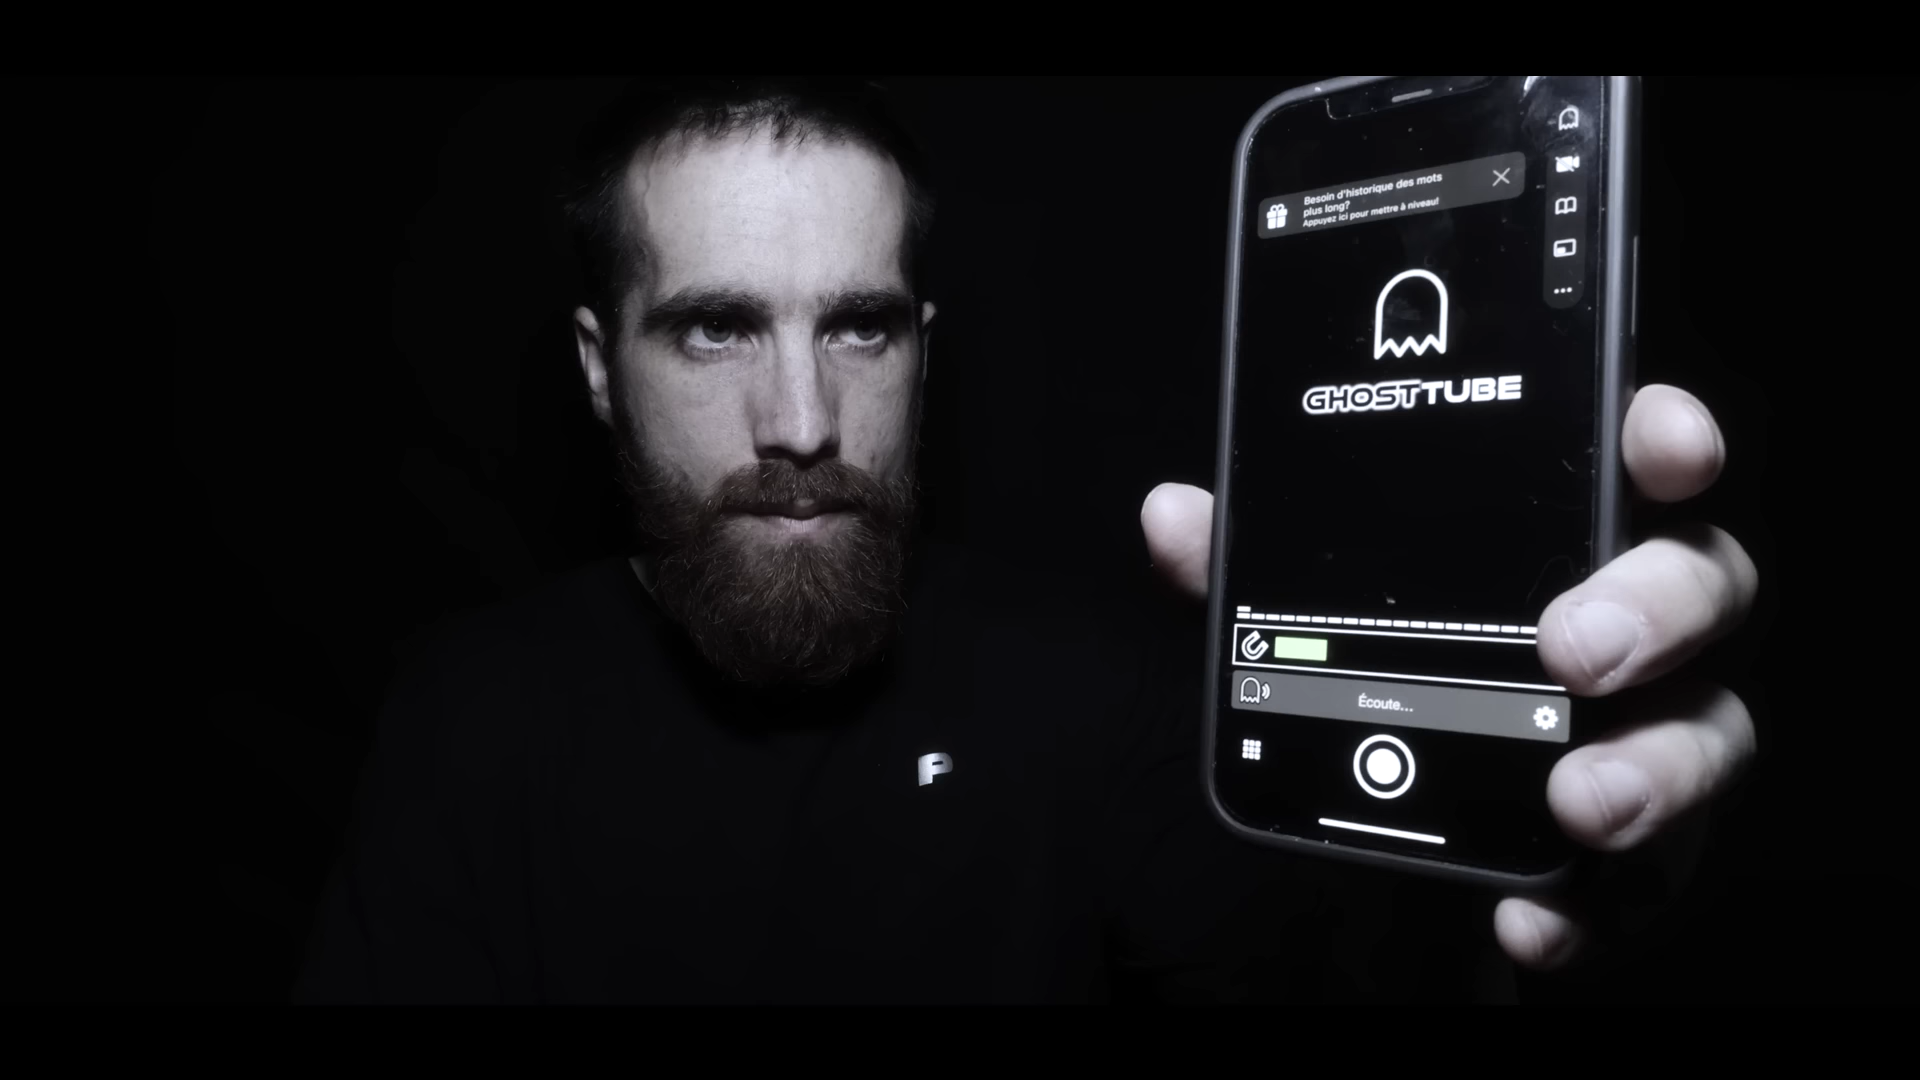 Besoin d'historique des mots
plus long?
Appuyez ici pour mettre à niveau!
GHOSTTUBE
Écoute...
P